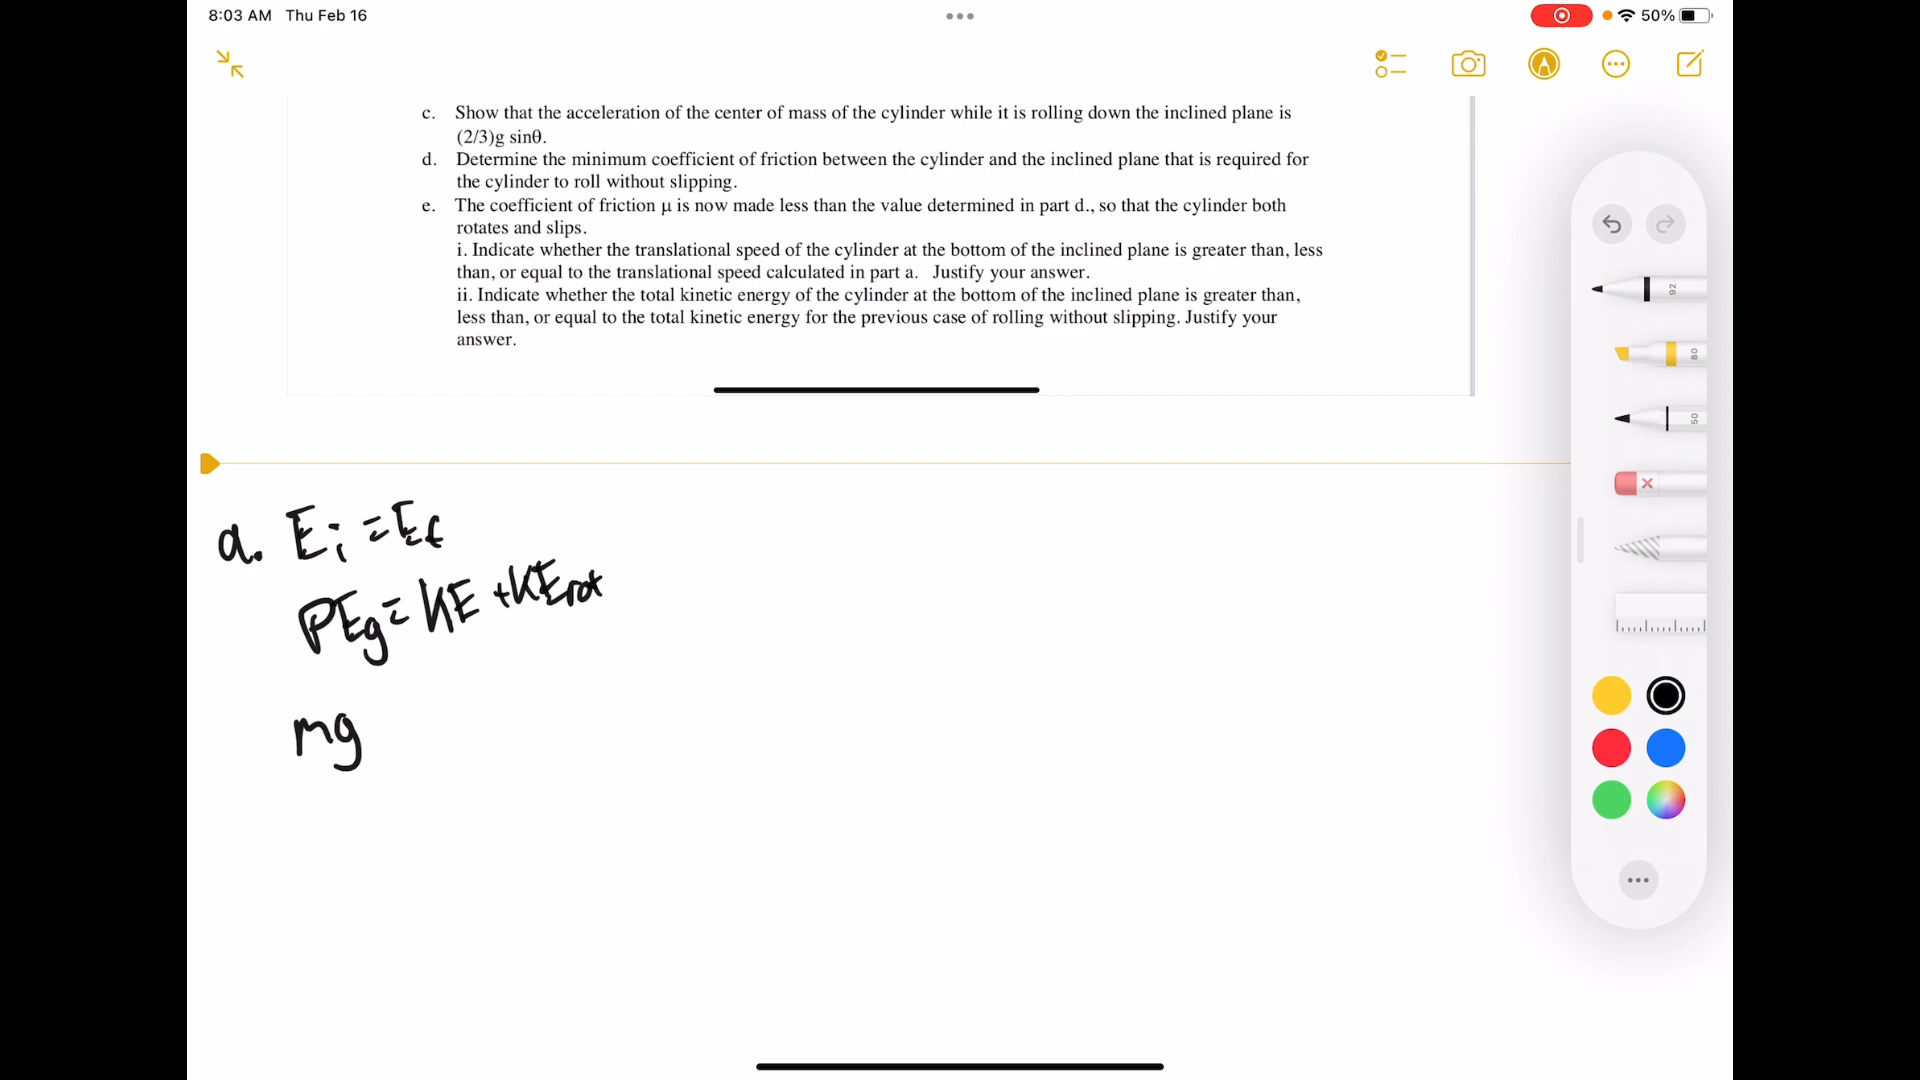 8:03 AM Thu Feb 16
50%
c. Show that the acceleration of the center of mass of the cylinder while it is rolling down the inclined plane is
(2/3)g sinθ.
d. Determine the minimum coefficient of friction between the cylinder and the inclined plane that is required for
the cylinder to roll without slipping.
e. The coefficient of friction μ is now made less than the value determined in part d., so that the cylinder both
rotates and slips.
i. Indicate whether the translational speed of the cylinder at the bottom of the inclined plane is greater than, less
than, or equal to the translational speed calculated in part a. Justify your answer.
ii. Indicate whether the total kinetic energy of the cylinder at the bottom of the inclined plane is greater than,
less than, or equal to the total kinetic energy for the previous case of rolling without slipping. Justify your
answer.
92
80
50
a. Ei = Ef
PEg = KE + KErot
mg